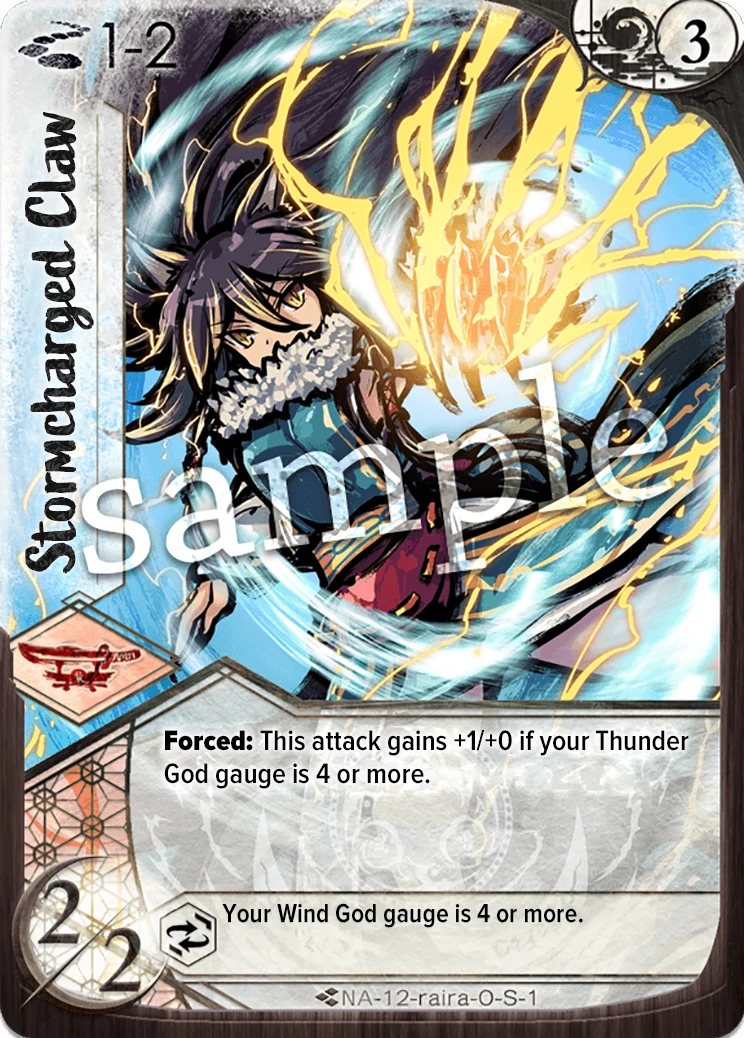 1-2
3
Stormcharged Claw
sample
Forced: This attack gains +1/+0 if your Thunder
God gauge is 4 or more.
2/2
Your Wind God gauge is 4 or more.
NA-12-raira-O-S-1